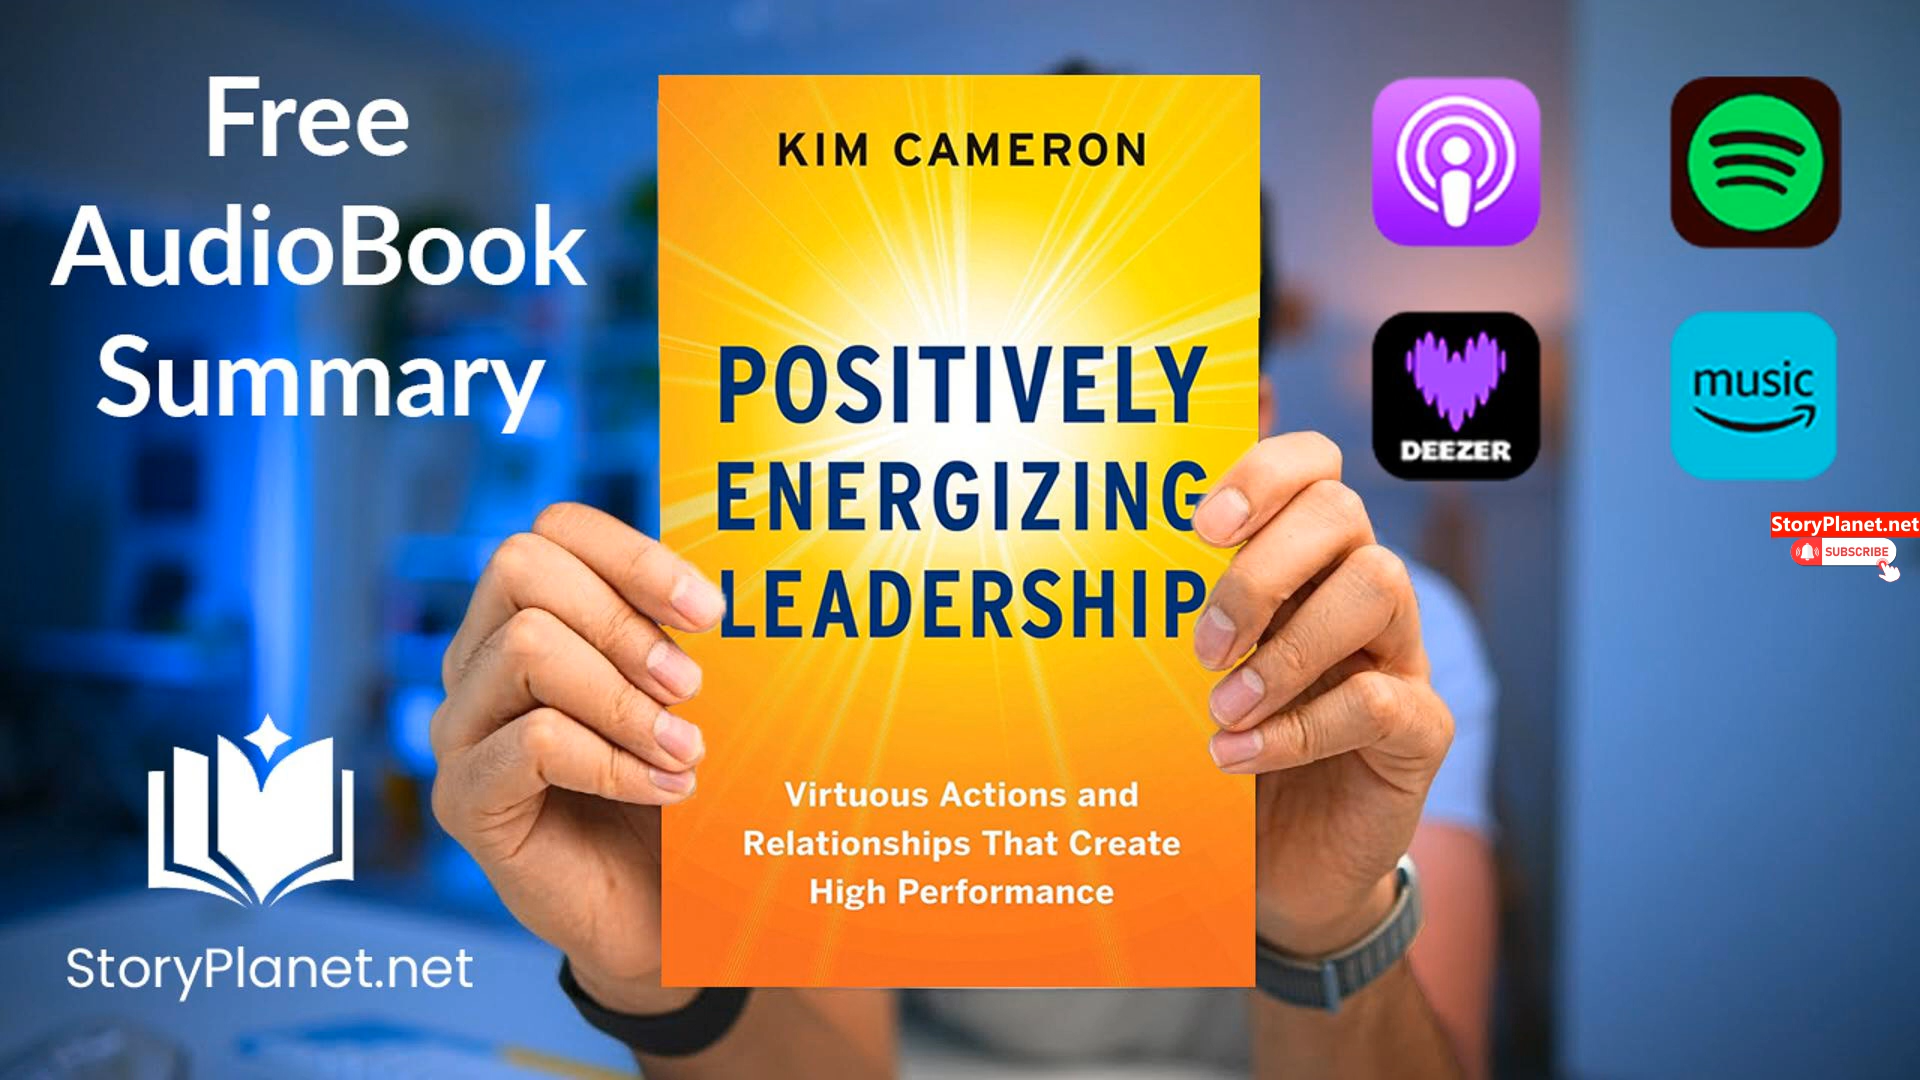 Free
AudioBook
Summary
KIM CAMERON
POSITIVELY
ENERGIZING
LEADERSHIP
Virtuous Actions and
Relationships That Create
High Performance
DEEZER
music
StoryPlanet.net
SUBSCRIBE
StoryPlanet.net